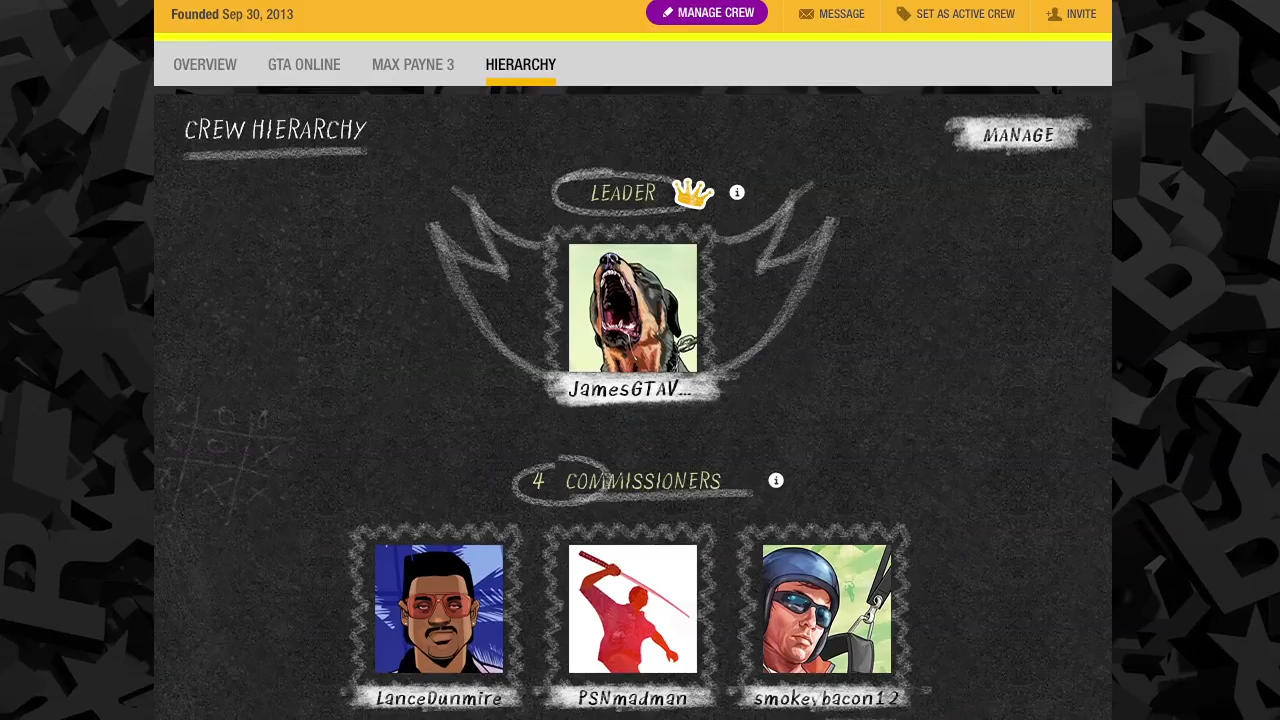 Founded Sep 30, 2013
MANAGE CREW
MESSAGE
SET AS ACTIVE CREW
INVITE
OVERVIEW
GTA ONLINE
MAX PAYNE 3
HIERARCHY
CREW HIERARCHY
MANAGE
LEADER
JamesGTAV...
4 COMMISSIONERS
LanceDunmire
PSNmadman
smokeybacon12